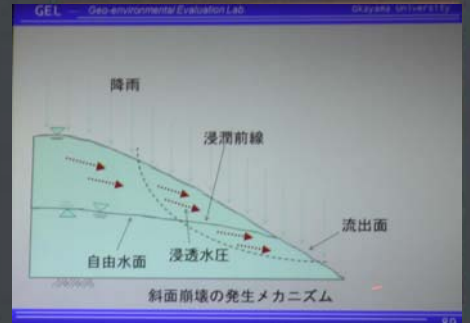 GEL — Geo-environmental Evaluation Lab.
Okayama University
降雨
浸潤前線
流出面
自由水面
浸透水圧
斜面崩壊の発生メカニズム
80